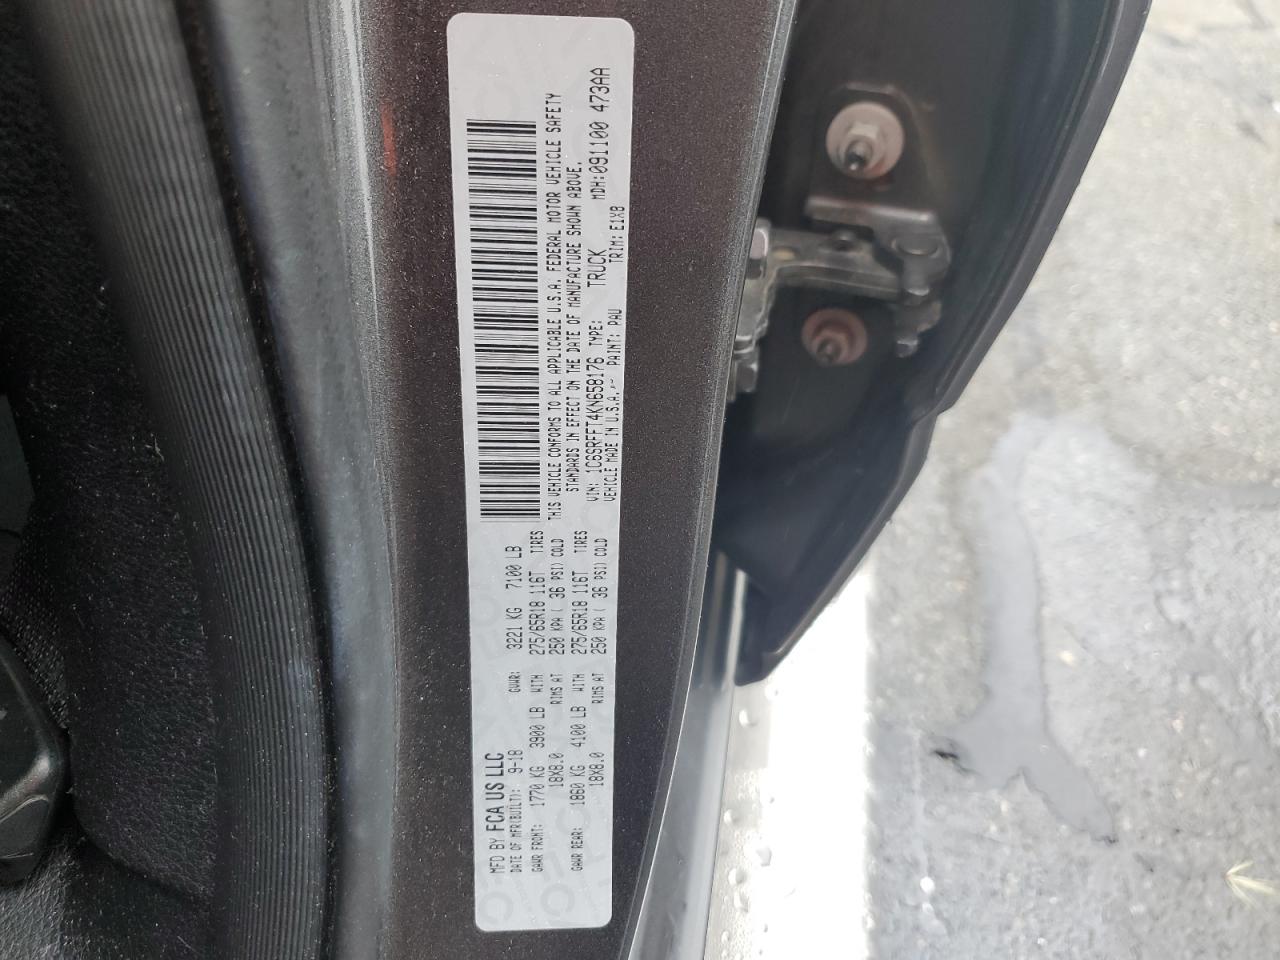 MFD BY FCA US LLC
DATE OF MFR(BUILT): 9-18 GVWR: 3221 KG 7100 LB
GAWR FRONT: 1770 KG 3900 LB WITH 275/65R18 116T TIRES
18X8.0 RIMS AT 250 KPA ( 36 PSI) COLD
GAWR REAR: 1860 KG 4100 LB WITH 275/65R18 116T TIRES
18X8.0 RIMS AT 250 KPA ( 36 PSI) COLD
THIS VEHICLE CONFORMS TO ALL APPLICABLE U.S.A. FEDERAL MOTOR VEHICLE SAFETY
STANDARDS IN EFFECT ON THE DATE OF MANUFACTURE SHOWN ABOVE.
VIN: 1C6SRFFT4KN658176 TYPE: TRUCK MDH:091100 473AA
VEHICLE MADE IN U.S.A. PAINT: PAU TRIM: E1X8